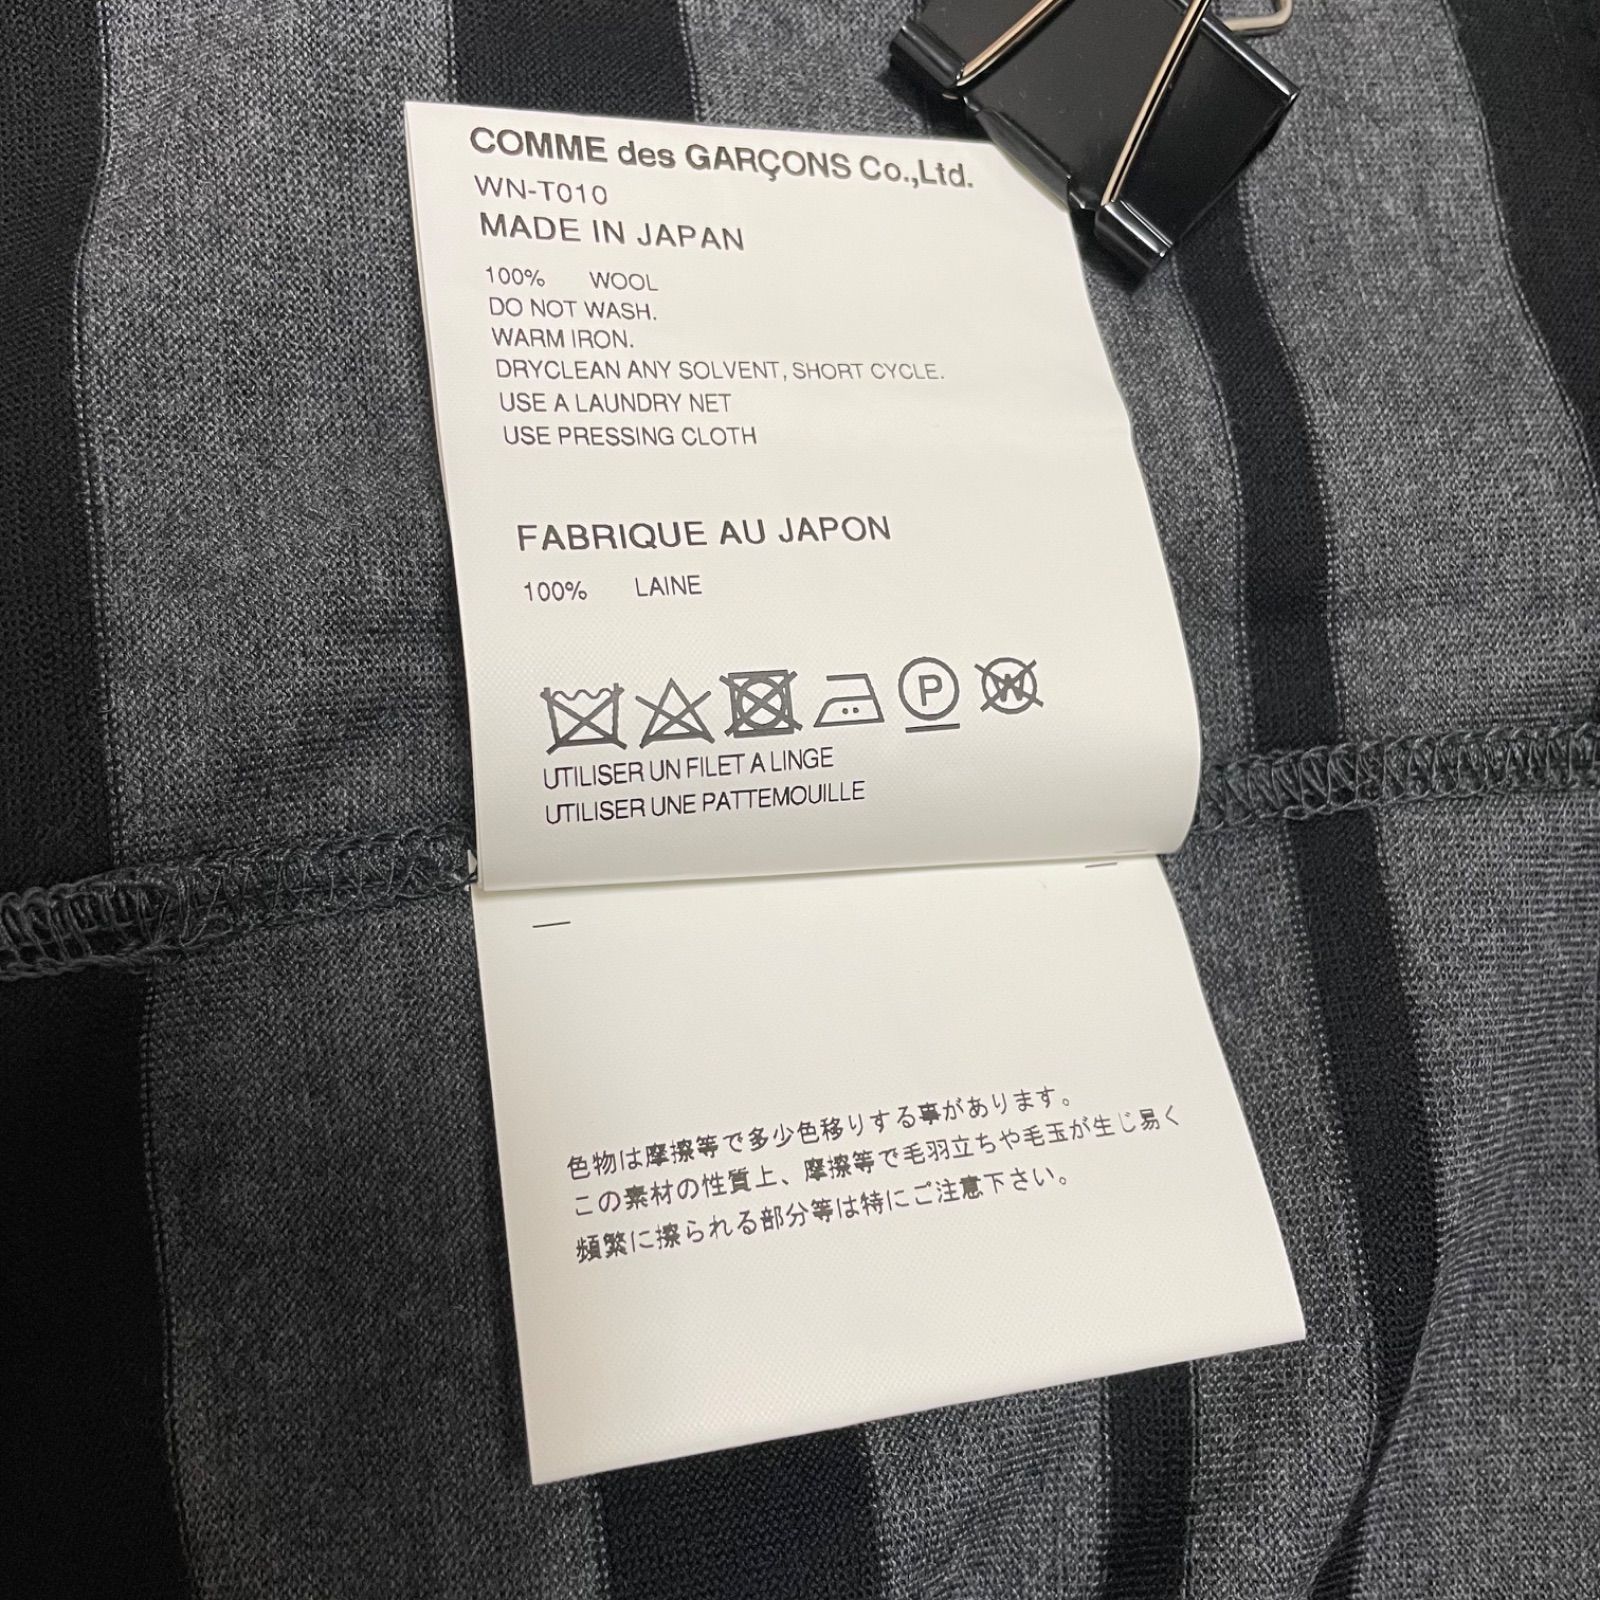 COMME des GARÇONS Co.,Ltd.
WN-T010
MADE IN JAPAN
100% WOOL
DO NOT WASH.
WARM IRON.
DRYCLEAN ANY SOLVENT, SHORT CYCLE.
USE A LAUNDRY NET
USE PRESSING CLOTH
FABRIQUE AU JAPON
100% LAINE
P W
UTILISER UN FILET A LINGE
UTILISER UNE PATTEMOUILLE
色物は摩擦等で多少色移りする事があります。
この素材の性質上、摩擦等で毛羽立ちや毛玉が生じ易く
頻繁に擦られる部分等は特にご注意下さい。